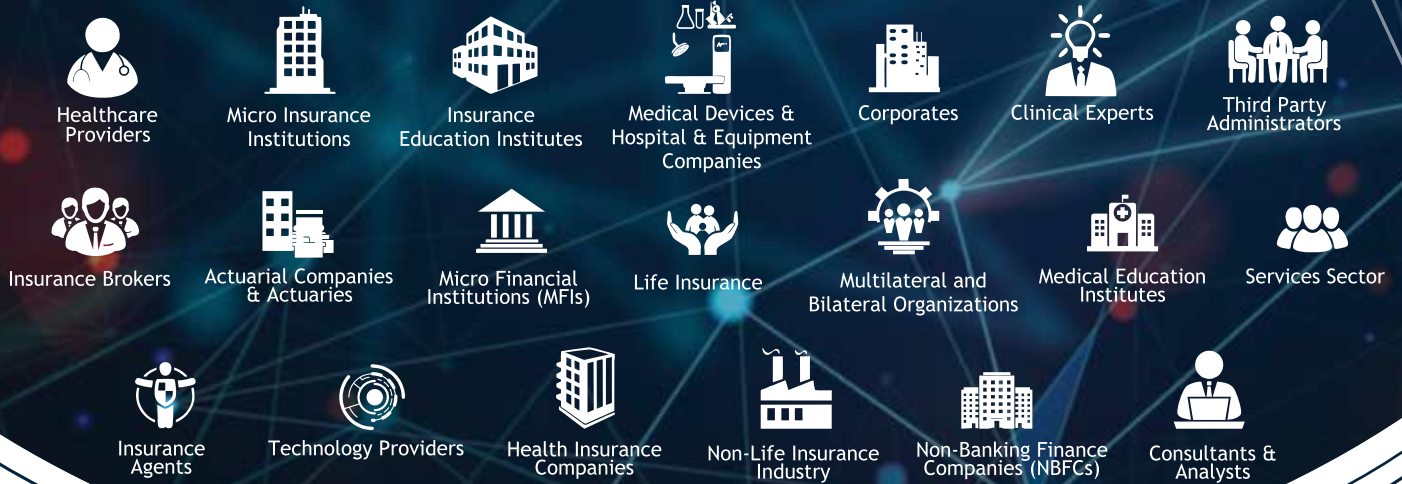 Healthcare
Providers
Micro Insurance
Institutions
Insurance
Education Institutes
Medical Devices &
Hospital & Equipment
Companies
Corporates
Clinical Experts
Third Party
Administrators
Insurance Brokers
Actuarial Companies
& Actuaries
Micro Financial
Institutions (MFIs)
Life Insurance
Multilateral and
Bilateral Organizations
Medical Education
Institutes
Services Sector
Insurance
Agents
Technology Providers
Health Insurance
Companies
Non-Life Insurance
Industry
Non-Banking Finance
Companies (NBFCs)
Consultants &
Analysts